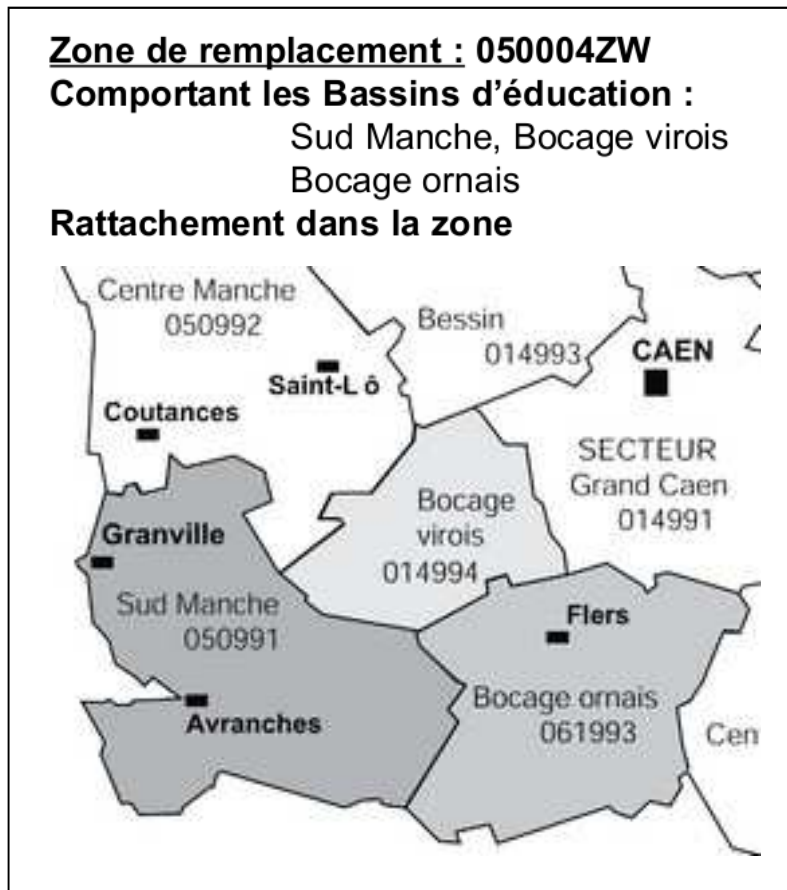 Zone de remplacement : 050004ZW
Comportant les Bassins d'éducation :
Sud Manche, Bocage virois
Bocage ornais
Rattachement dans la zone
Centre Manche
050992
Bessin
014993
CAEN
Saint-L ô
Coutances
SECTEUR
Grand Caen
014991
Bocage
virois
014994
Granville
Sud Manche
050991
Flers
Bocage ornais
061993
Avranches
Cen